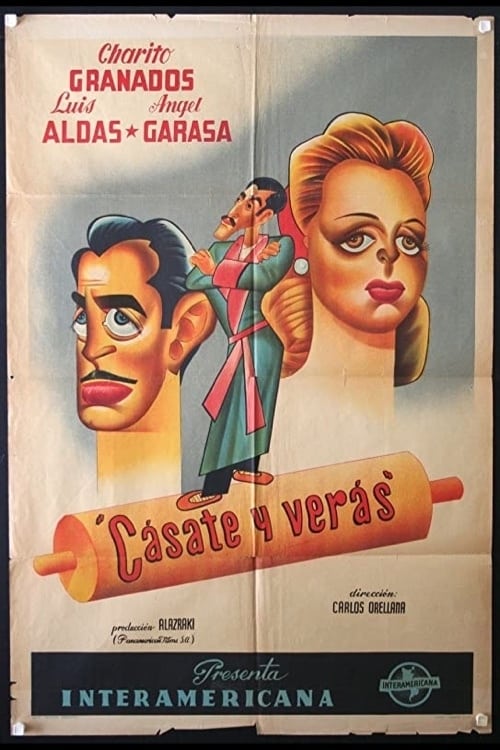 Charito
GRANADOS
Luis Angel
ALDAS ★ GARASA
"Cásate y verás"
producción ALAZRAKI
(Panamerican Films S.A.)
dirección:
CARLOS ORELLANA
Presenta
INTERAMERICANA
INTERAMERICANA